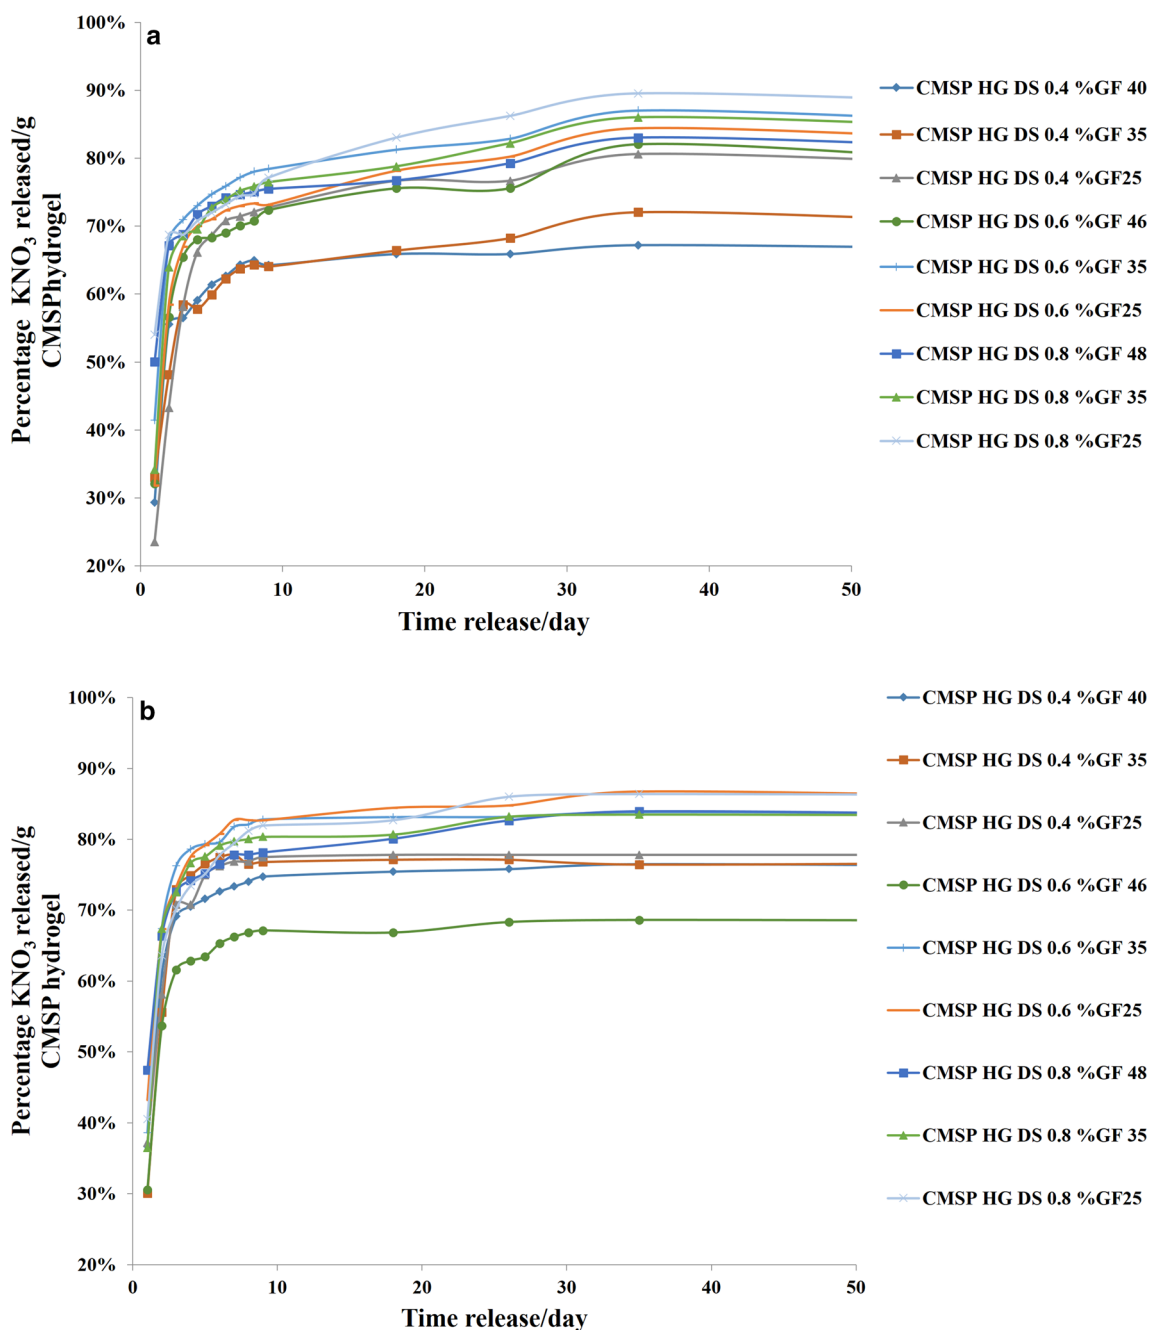 a
100%
90%
80%
70%
60%
50%
40%
30%
20%
0
10
20
30
40
50
Percentage KNO3 released/g
CMSPhydrogel
Time release/day
CMSP HG DS 0.4 %GF 40
CMSP HG DS 0.4 %GF 35
CMSP HG DS 0.4 %GF25
CMSP HG DS 0.6 %GF 46
CMSP HG DS 0.6 %GF 35
CMSP HG DS 0.6 %GF25
CMSP HG DS 0.8 %GF 48
CMSP HG DS 0.8 %GF 35
CMSP HG DS 0.8 %GF25
b
100%
90%
80%
70%
60%
50%
40%
30%
20%
0
10
20
30
40
50
Percentage KNO3 released/g
CMSP hydrogel
Time release/day
CMSP HG DS 0.4 %GF 40
CMSP HG DS 0.4 %GF 35
CMSP HG DS 0.4 %GF25
CMSP HG DS 0.6 %GF 46
CMSP HG DS 0.6 %GF 35
CMSP HG DS 0.6 %GF25
CMSP HG DS 0.8 %GF 48
CMSP HG DS 0.8 %GF 35
CMSP HG DS 0.8 %GF25